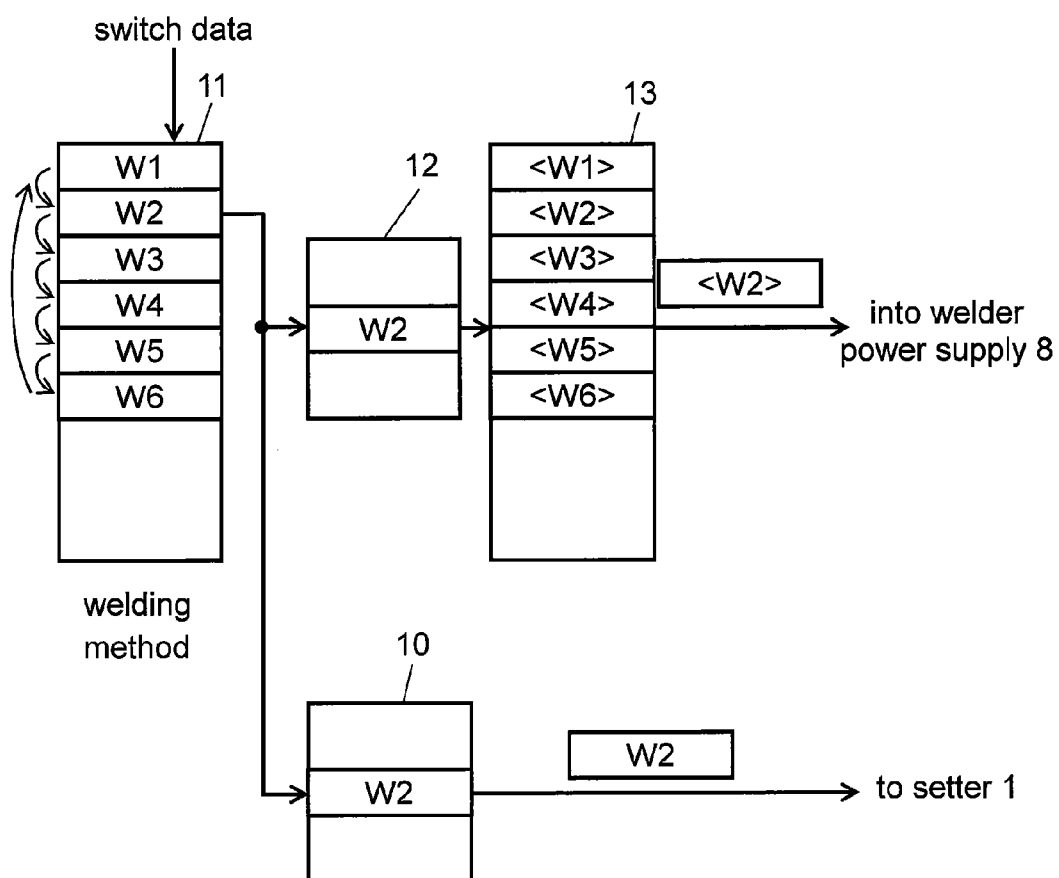 switch data
11
W1
W2
W3
W4
W5
W6
welding
method
12
W2
13
<W1>
<W2>
<W3>
<W4>
<W5>
<W6>
<W2>
into welder
power supply 8
10
W2
W2
to setter 1